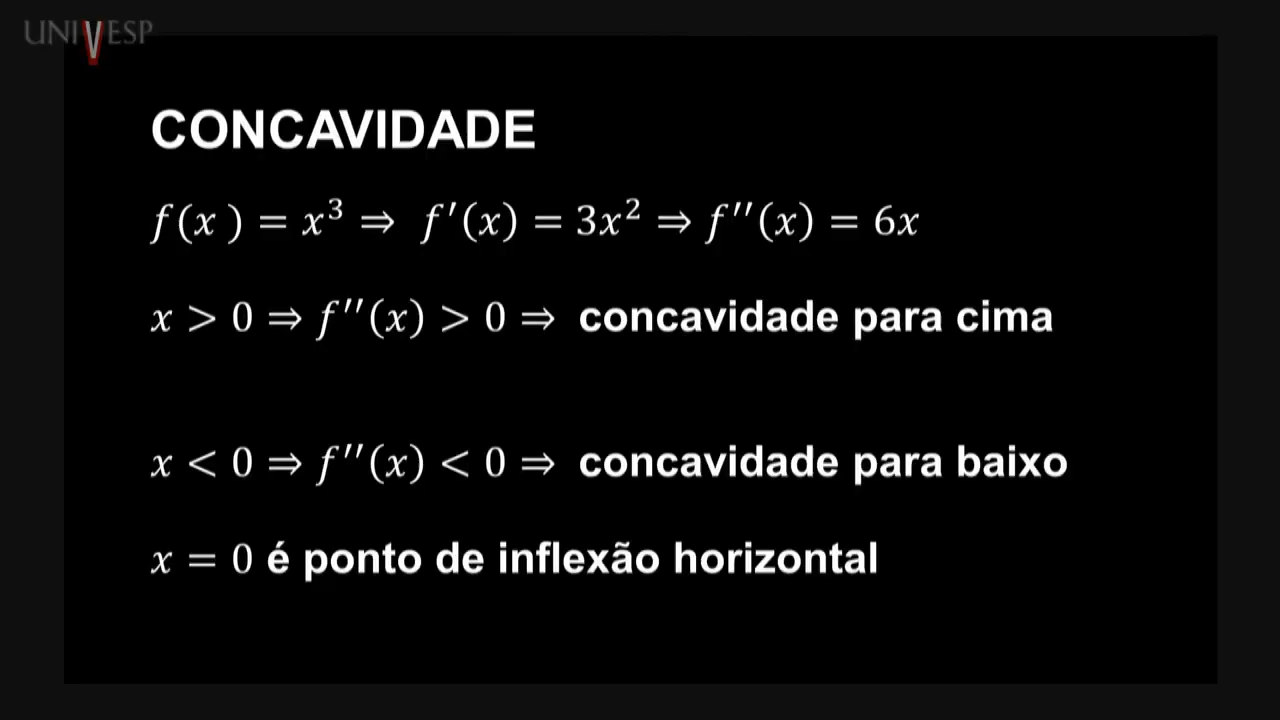 UNIVESP
CONCAVIDADE
f(x ) = x³ ⇒ f′(x) = 3x² ⇒ f′′(x) = 6x
x > 0 ⇒ f′′(x) > 0 ⇒ concavidade para cima
x < 0 ⇒ f′′(x) < 0 ⇒ concavidade para baixo
x = 0 é ponto de inflexão horizontal